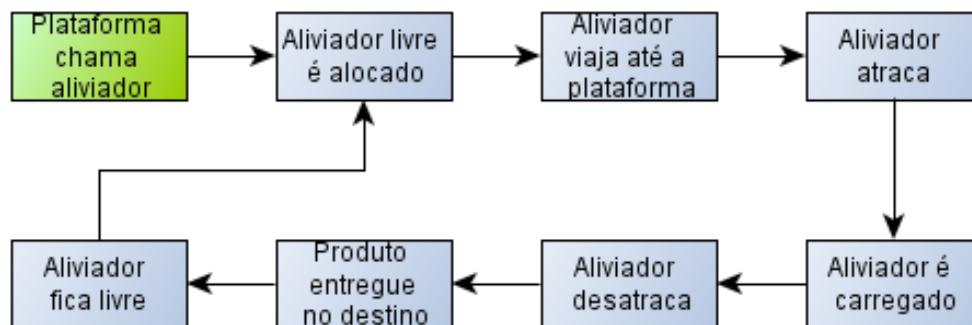 Plataforma
chama
aliviador
Aliviador livre
é alocado
Aliviador
viaja até a
plataforma
Aliviador
atraca
Aliviador é
carregado
Aliviador
desatraca
Produto
entregue
no destino
Aliviador
fica livre